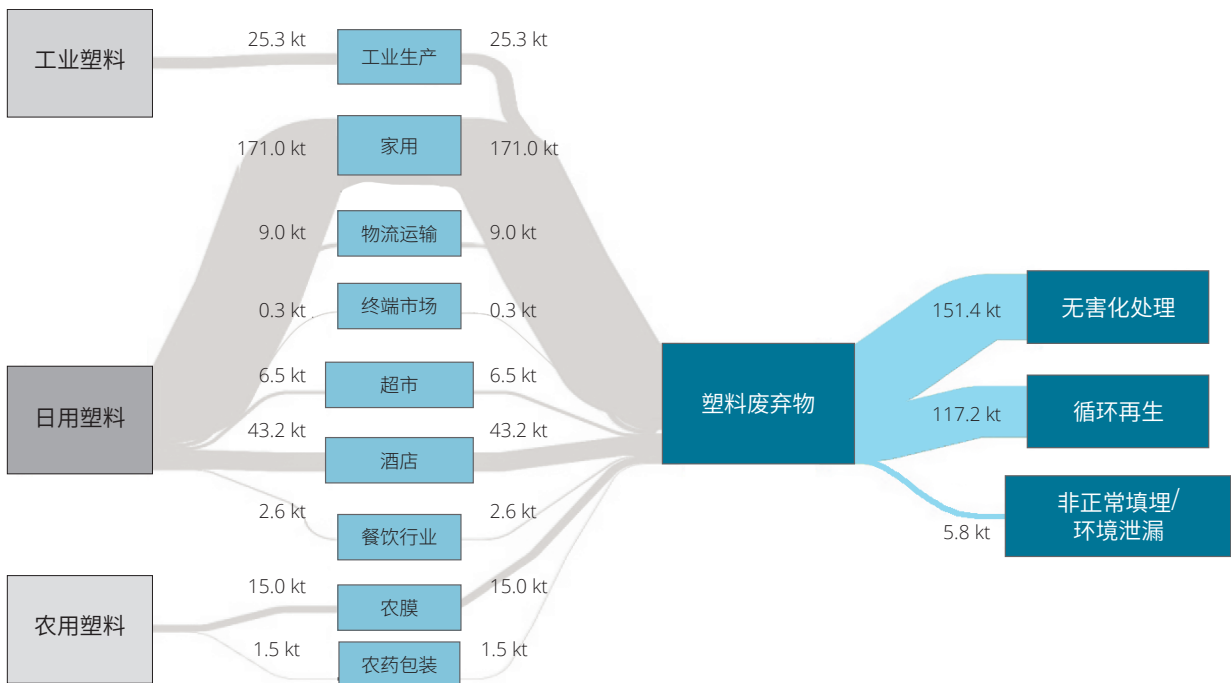 工业塑料
25.3 kt
工业生产
25.3 kt
171.0 kt
家用
171.0 kt
9.0 kt
物流运输
9.0 kt
0.3 kt
终端市场
0.3 kt
日用塑料
6.5 kt
超市
6.5 kt
43.2 kt
酒店
43.2 kt
2.6 kt
餐饮行业
2.6 kt
农用塑料
15.0 kt
农膜
15.0 kt
1.5 kt
农药包装
1.5 kt
塑料废弃物
151.4 kt
无害化处理
117.2 kt
循环再生
5.8 kt
非正常填埋/
环境泄漏